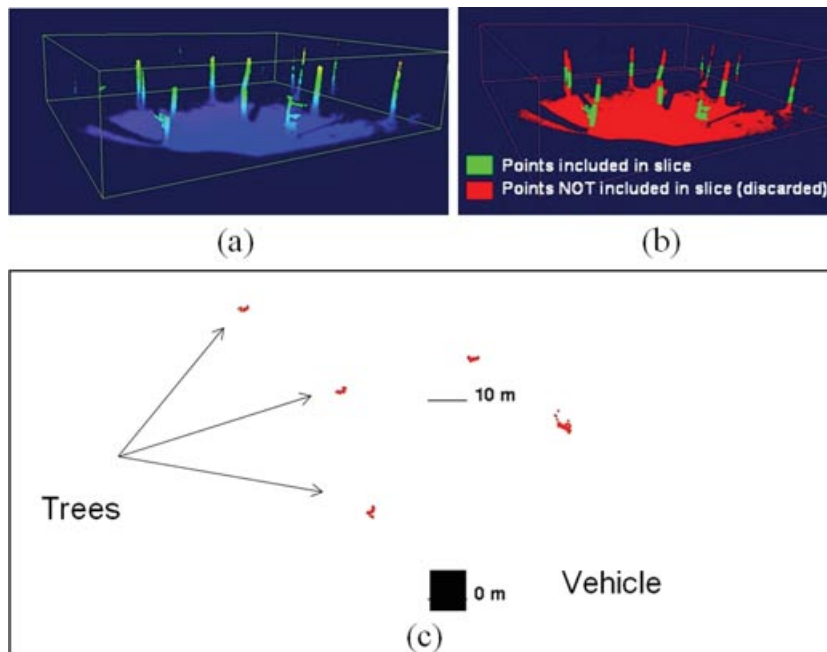 Points included in slice
Points NOT included in slice (discarded)
(a)
(b)
10 m
Trees
Vehicle
0 m
(c)